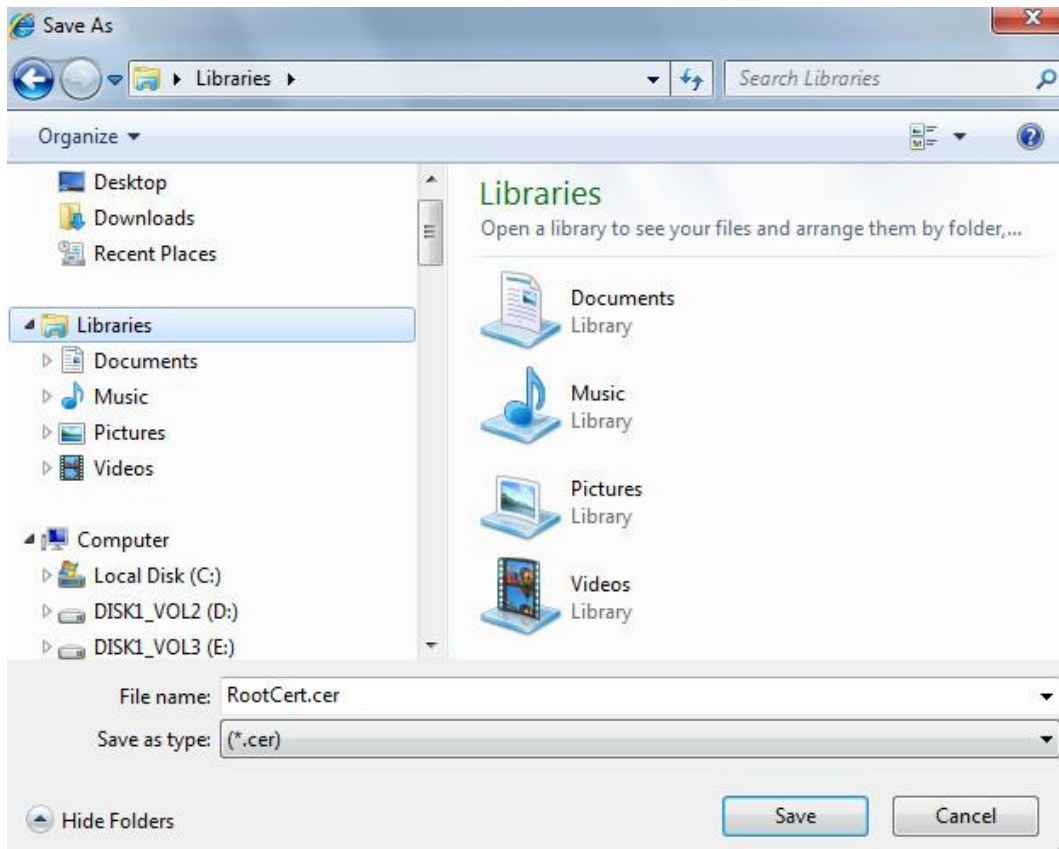 Save As
Libraries
Search Libraries
Organize
Desktop
Downloads
Recent Places
Libraries
Documents
Music
Pictures
Videos
Computer
Local Disk (C:)
DISK1_VOL2 (D:)
DISK1_VOL3 (E:)
Libraries
Open a library to see your files and arrange them by folder,...
Documents
Library
Music
Library
Pictures
Library
Videos
Library
File name: RootCert.cer
Save as type: (*.cer)
Hide Folders
Save
Cancel